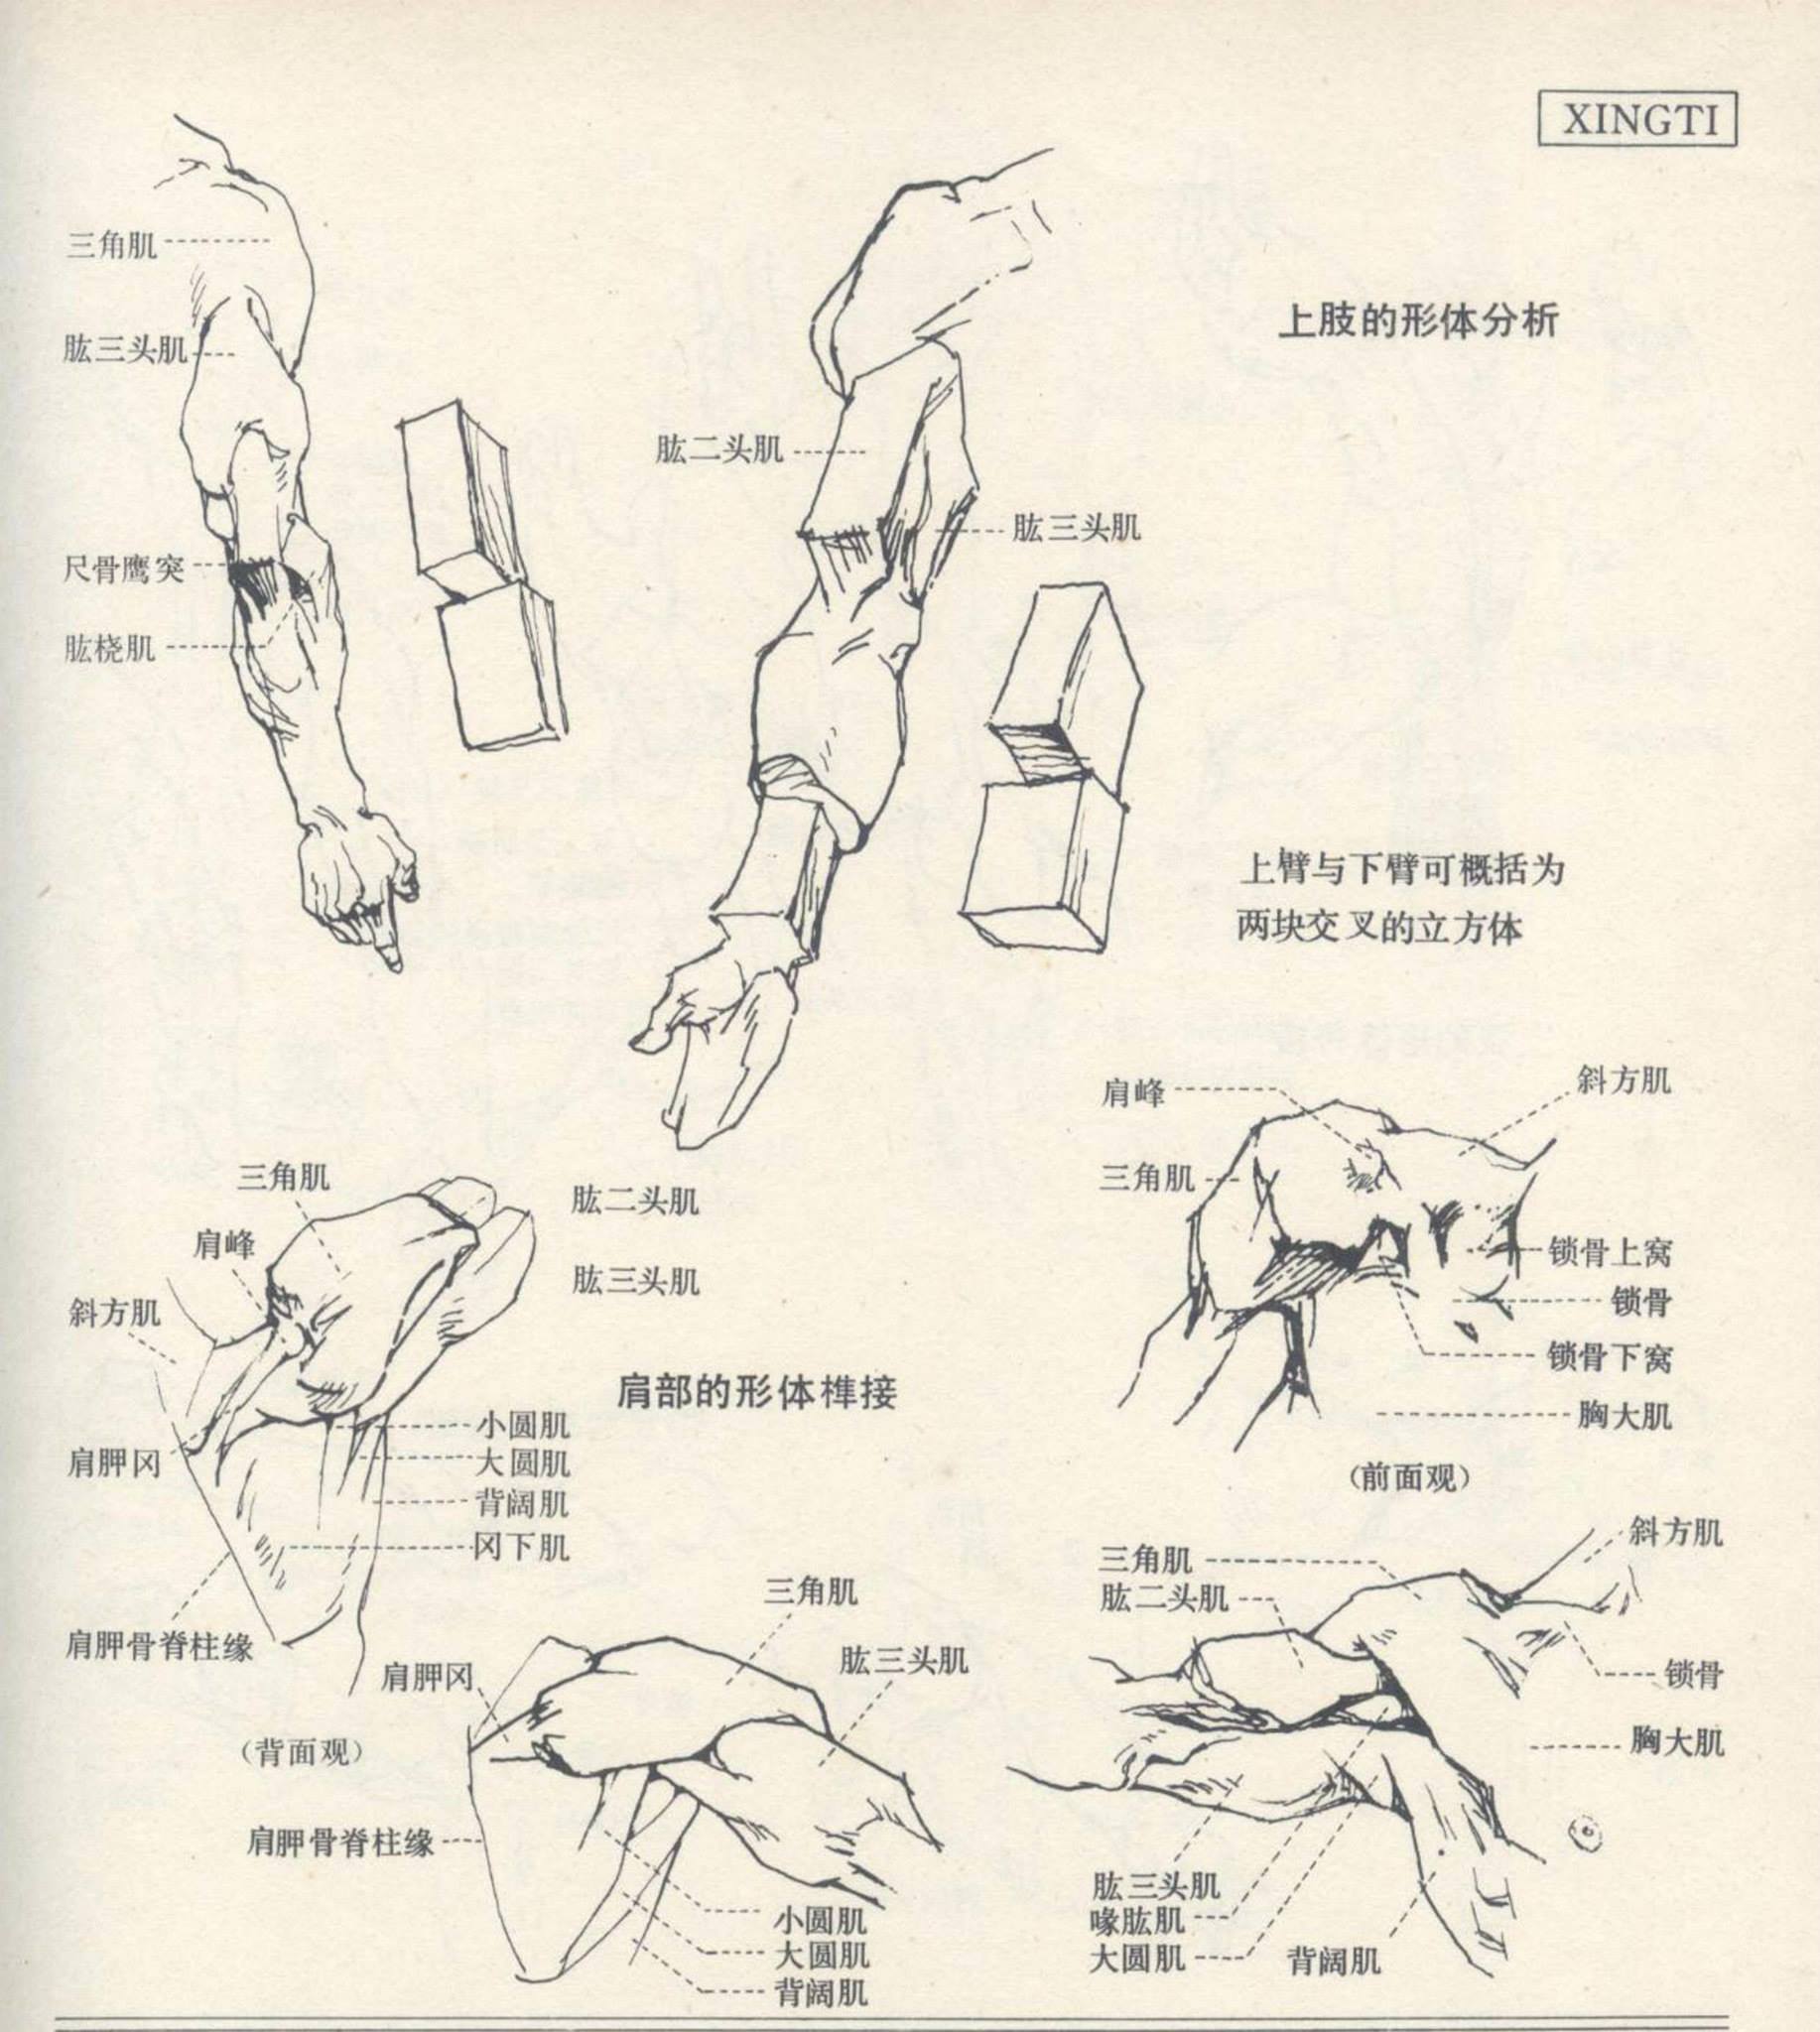 XINGTI
三角肌
肱三头肌
尺骨鹰突
肱桡肌
肱二头肌
肱三头肌
上肢的形体分析
上臂与下臂可概括为
两块交叉的立方体
三角肌
肩峰
斜方肌
肩胛冈
肩胛骨脊柱缘
小圆肌
大圆肌
背阔肌
冈下肌
肱二头肌
肱三头肌
肩部的形体榫接
肩峰
斜方肌
三角肌
锁骨上窝
锁骨
锁骨下窝
胸大肌
（前面观）
三角肌
肱三头肌
肩胛冈
（背面观）
肩胛骨脊柱缘
小圆肌
大圆肌
背阔肌
三角肌
肱二头肌
斜方肌
锁骨
胸大肌
肱三头肌
喙肱肌
大圆肌
背阔肌